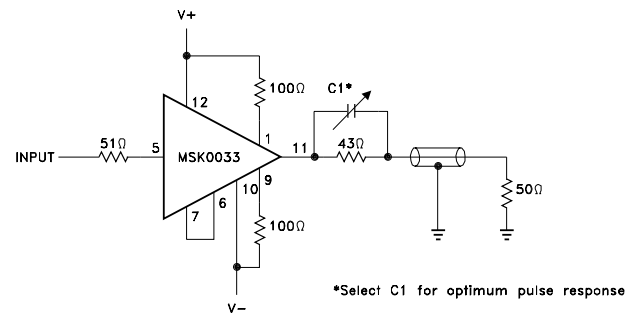 V+
12
100Ω
C1*
1
51Ω
5
11
43Ω
INPUT
MSK0033
9
10
6
7
50Ω
100Ω
V-
*Select C1 for optimum pulse response